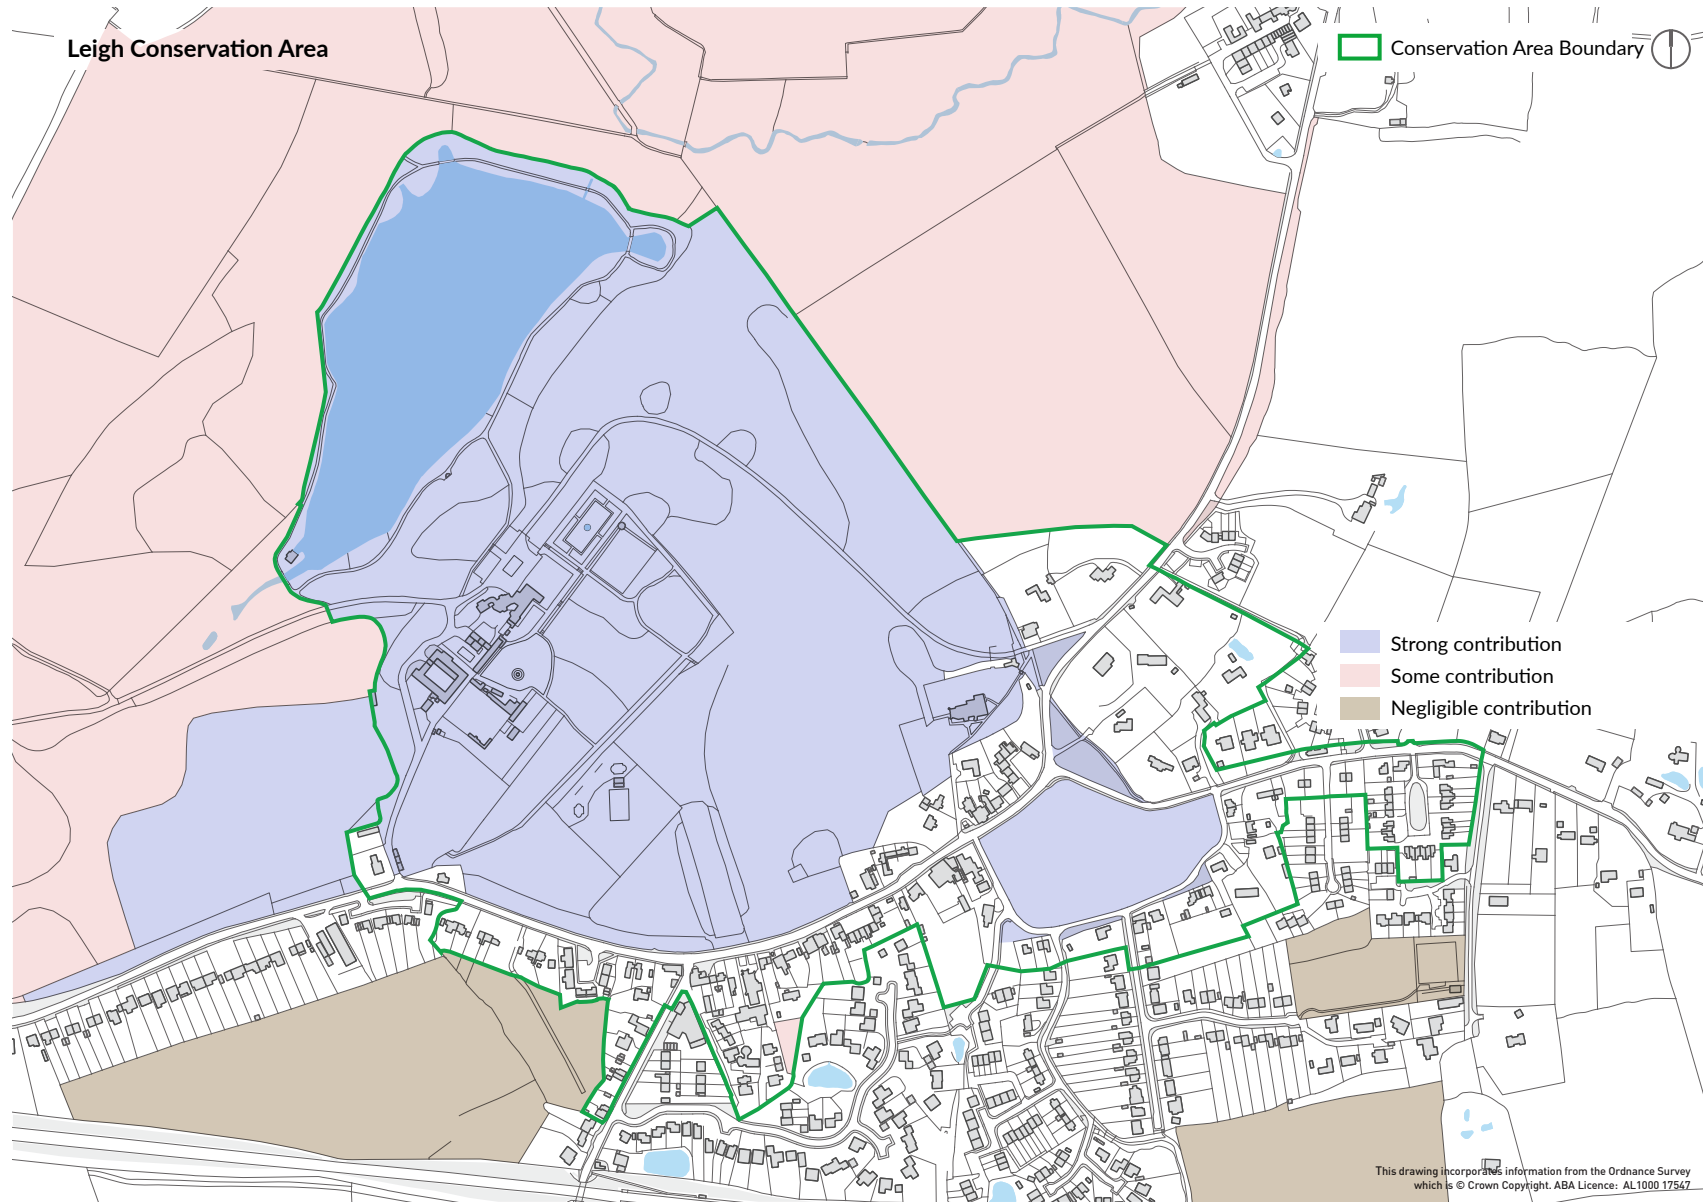 Leigh Conservation Area
Conservation Area Boundary
Strong contribution
Some contribution
Negligible contribution
This drawing incorporates information from the Ordnance Survey
which is © Crown Copyright. ABA Licence: AL1000 17547